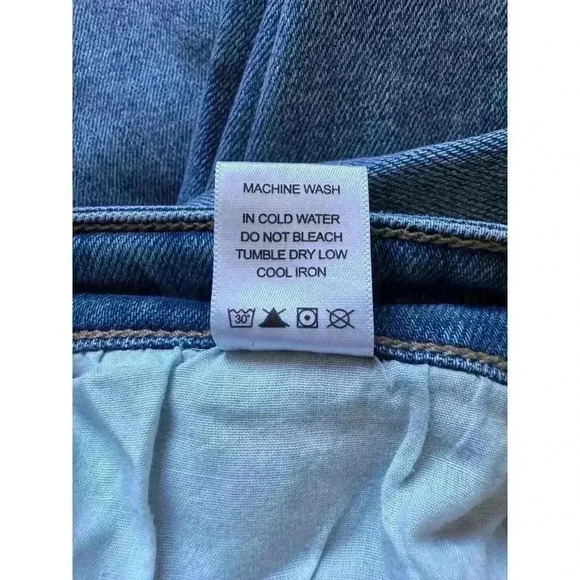 MACHINE WASH
IN COLD WATER
DO NOT BLEACH
TUMBLE DRY LOW
COOL IRON
30°